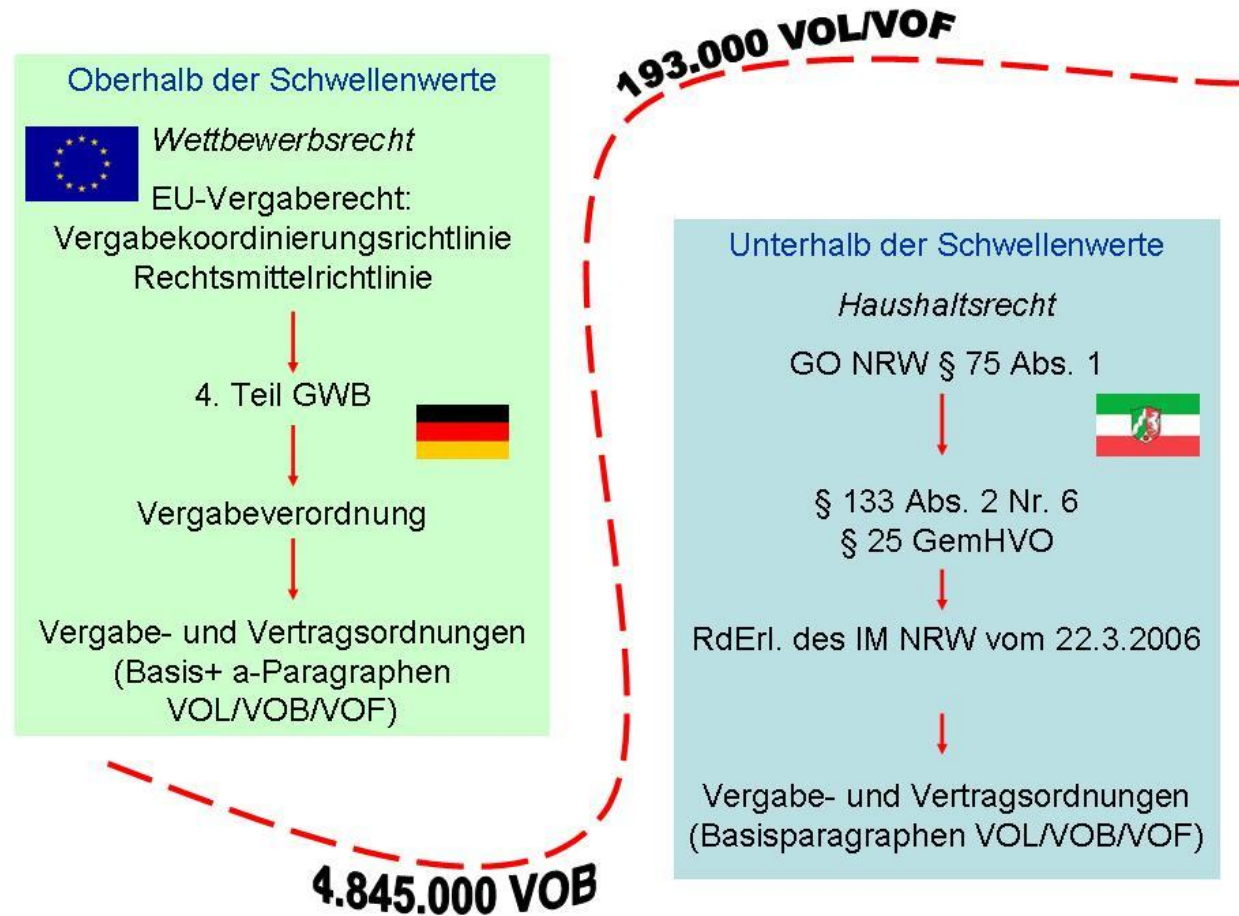 193.000 VOL/VOF
Oberhalb der Schwellenwerte
Wettbewerbsrecht
EU-Vergaberecht:
Vergabekoordinierungsrichtlinie
Rechtsmittelrichtlinie
4. Teil GWB
Vergabeverordnung
Vergabe- und Vertragsordnungen
(Basis+ a-Paragraphen
VOL/VOB/VOF)
Unterhalb der Schwellenwerte
Haushaltsrecht
GO NRW § 75 Abs. 1
§ 133 Abs. 2 Nr. 6
§ 25 GemHVO
RdErl. des IM NRW vom 22.3.2006
Vergabe- und Vertragsordnungen
(Basisparagraphen VOL/VOB/VOF)
4.845.000 VOB